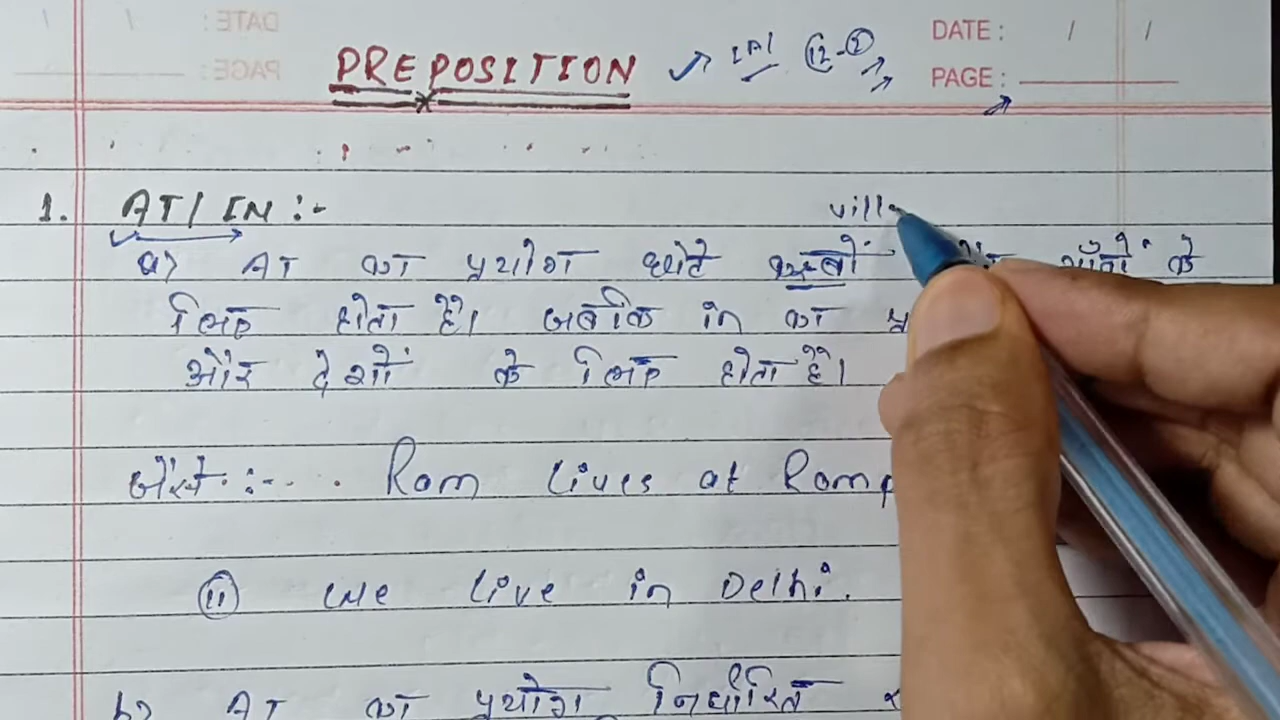 DATE : / /
PREPOSITION
PAGE :
1. AT/ IN :-
vill
a) AT का प्रयोग छोटे कस्बों गाँवों के
लिए होता है। जबकि in का प्र
और देशों के लिए होता है।
जैसे :- Ram lives at Ramp
(ii) We live in Delhi.
b) AT का प्रयोग निर्धारित